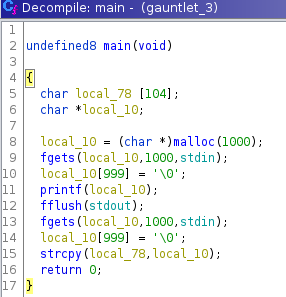 Decompile: main - (gauntlet_3)
1
2 undefined8 main(void)
3
4 {
5 char local_78 [104];
6 char *local_10;
7
8 local_10 = (char *)malloc(1000);
9 fgets(local_10,1000,stdin);
10 local_10[999] = '\0';
11 printf(local_10);
12 fflush(stdout);
13 fgets(local_10,1000,stdin);
14 local_10[999] = '\0';
15 strcpy(local_78,local_10);
16 return 0;
17 }